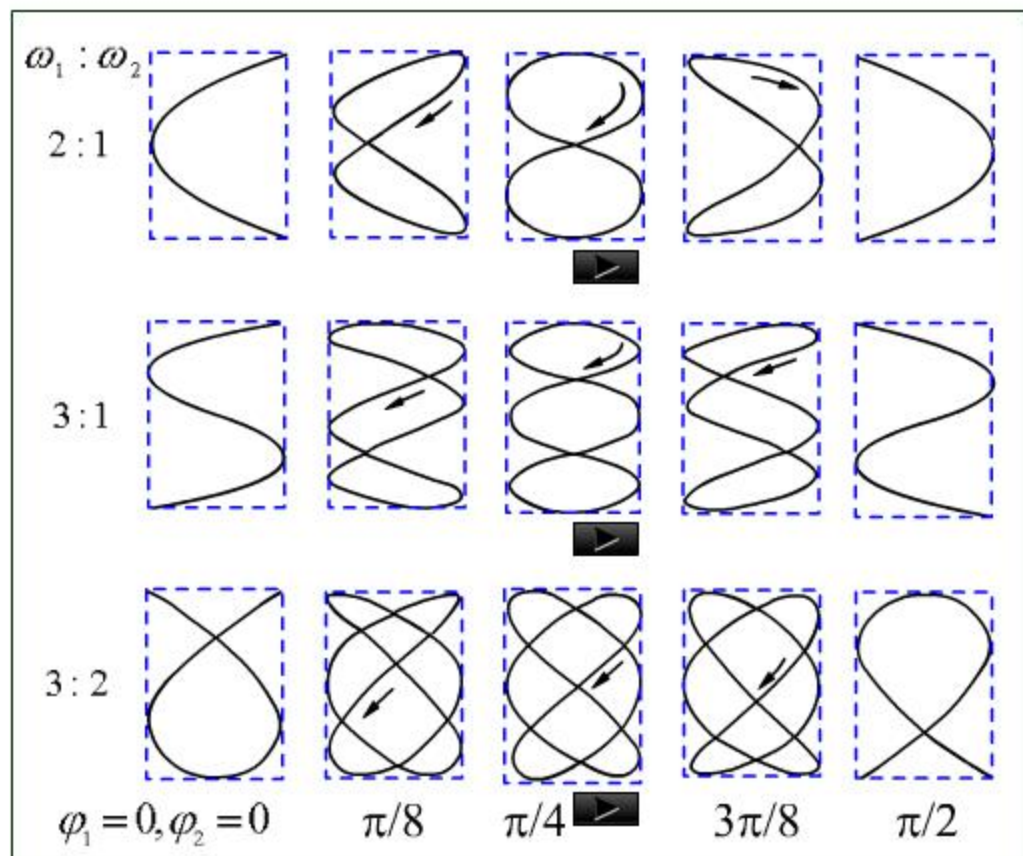 ω₁ : ω₂
2 : 1
3 : 1
3 : 2
φ₁ = 0, φ₂ = 0 π/8 π/4 3π/8 π/2